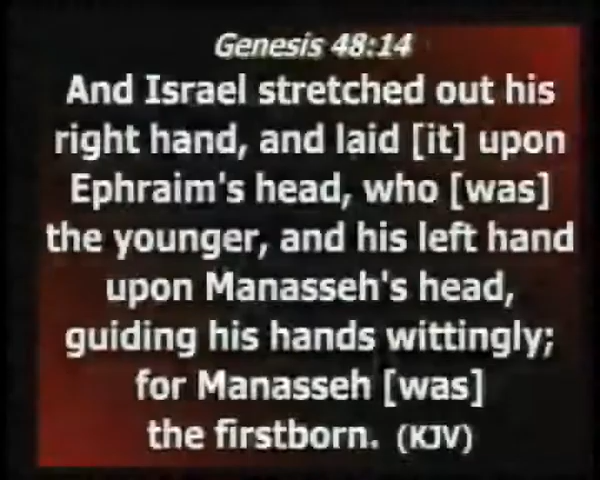 Genesis 48:14
And Israel stretched out his
right hand, and laid [it] upon
Ephraim's head, who [was]
the younger, and his left hand
upon Manasseh's head,
guiding his hands wittingly;
for Manasseh [was]
the firstborn. (KJV)